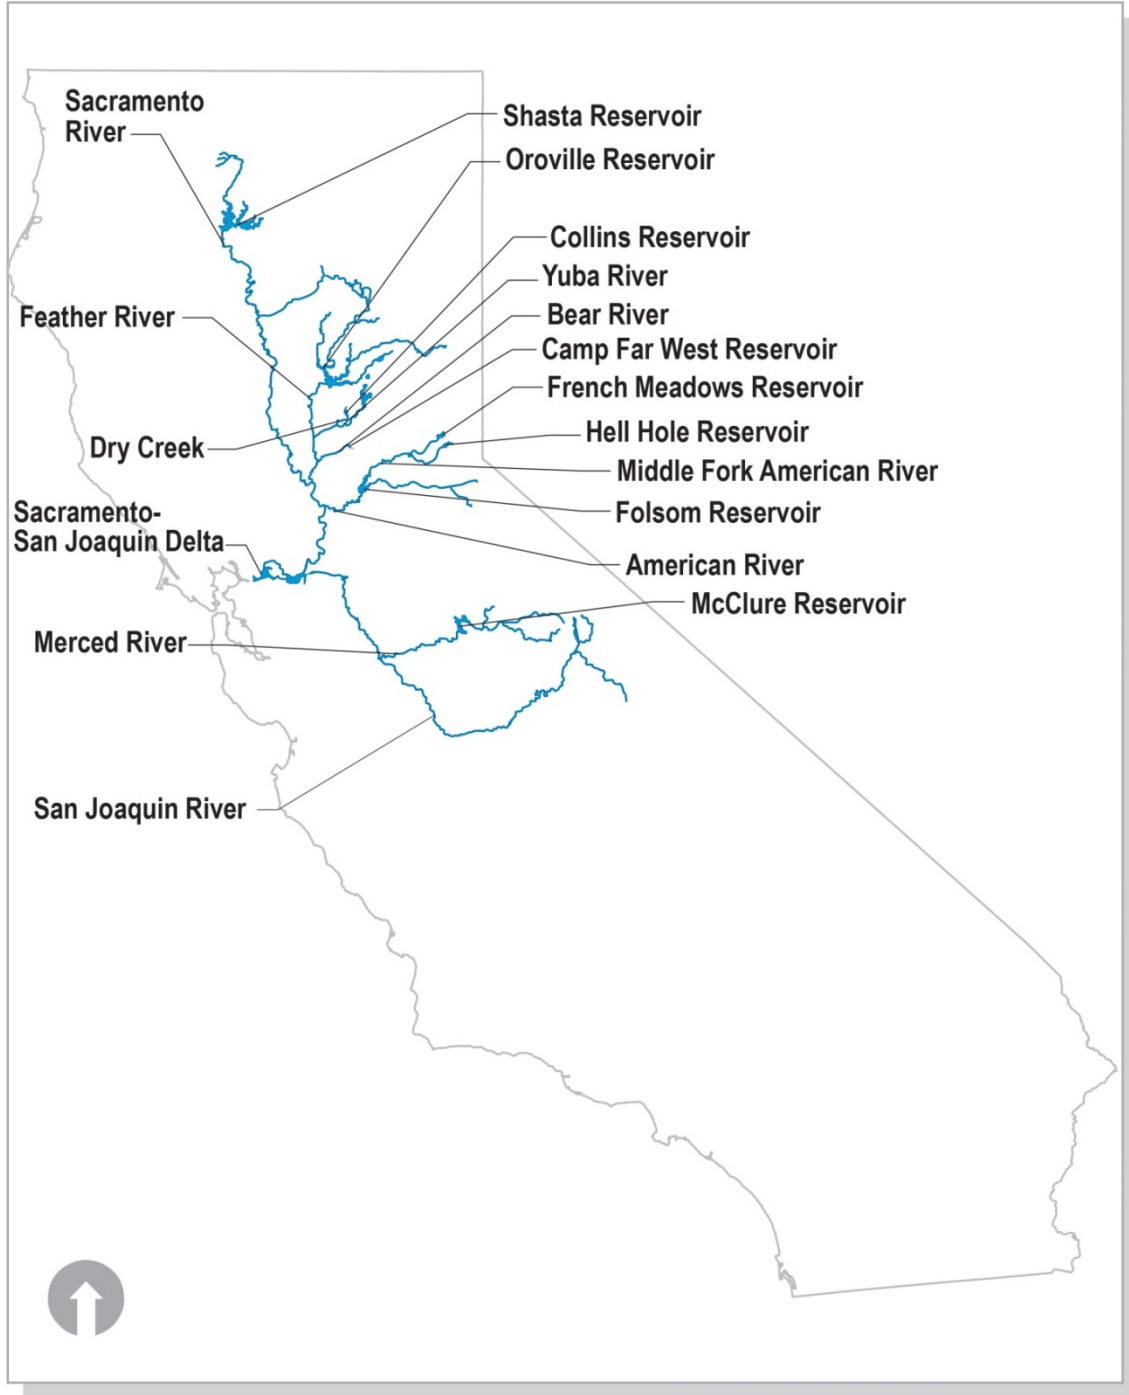 Sacramento
River
Shasta Reservoir
Oroville Reservoir
Collins Reservoir
Yuba River
Feather River
Bear River
Camp Far West Reservoir
French Meadows Reservoir
Dry Creek
Hell Hole Reservoir
Middle Fork American River
Sacramento-
San Joaquin Delta
Folsom Reservoir
American River
McClure Reservoir
Merced River
San Joaquin River